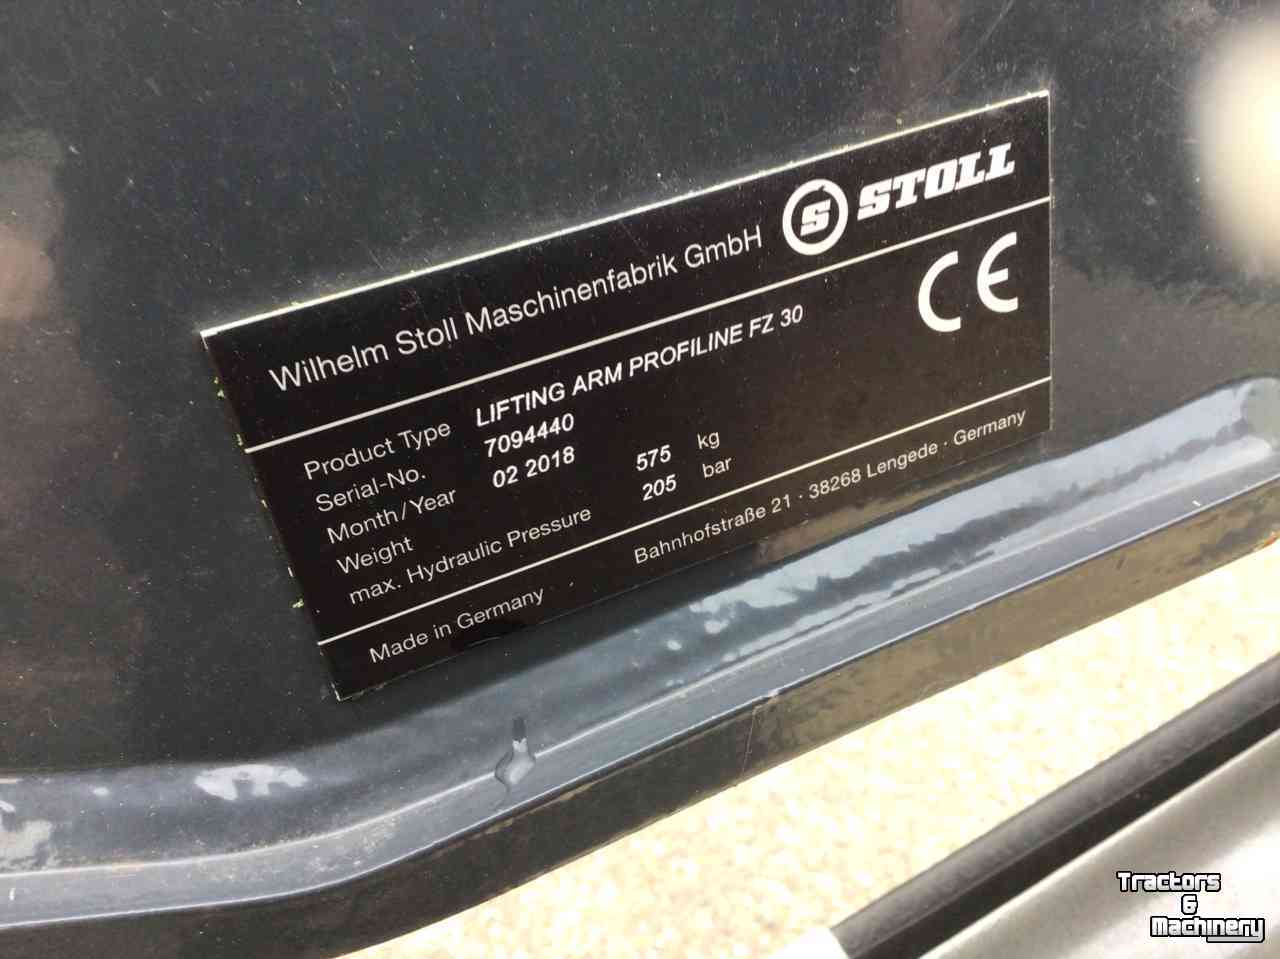 Wilhelm Stoll Maschinenfabrik GmbH S STOLL
Product Type LIFTING ARM PROFILINE FZ 30
Serial-No. 7094440
Month/Year 02 2018
Weight 575 kg
max. Hydraulic Pressure 205 bar
CE
Made in Germany Bahnhofstraße 21 · 38268 Lengede · Germany
Tractors
&
Machinery